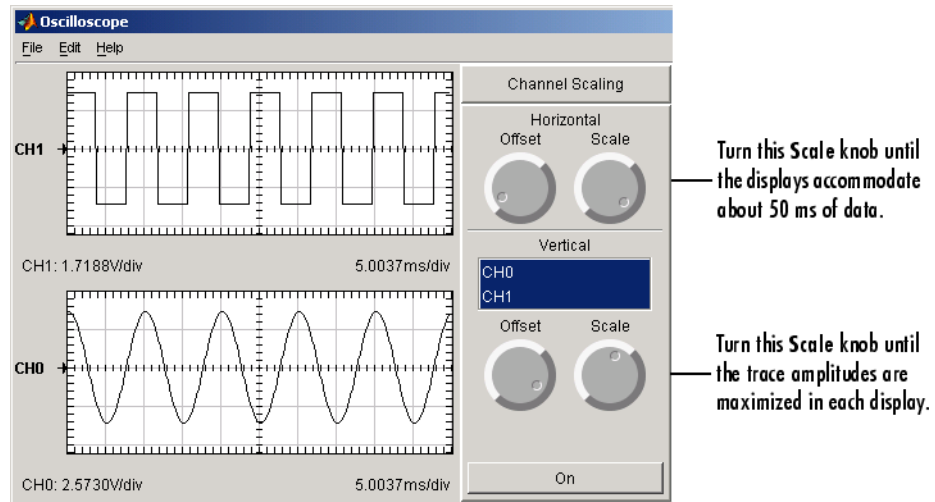 Oscilloscope
File Edit Help
Channel Scaling
Horizontal
Offset Scale
CH1
Turn this Scale knob until
the displays accommodate
about 50 ms of data.
Vertical
CH1: 1.7188V/div 5.0037ms/div
CH0
CH1
Offset Scale
CH0
Turn this Scale knob until
the trace amplitudes are
maximized in each display.
On
CH0: 2.5730V/div 5.0037ms/div